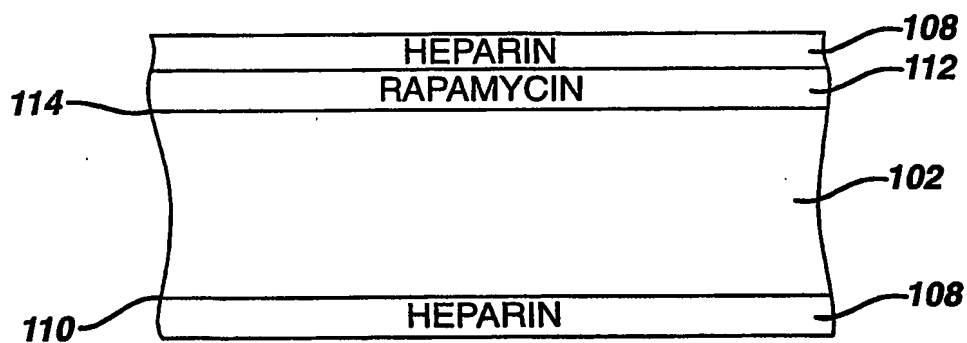 HEPARIN 108
RAPAMYCIN 112
114
102
110 HEPARIN 108